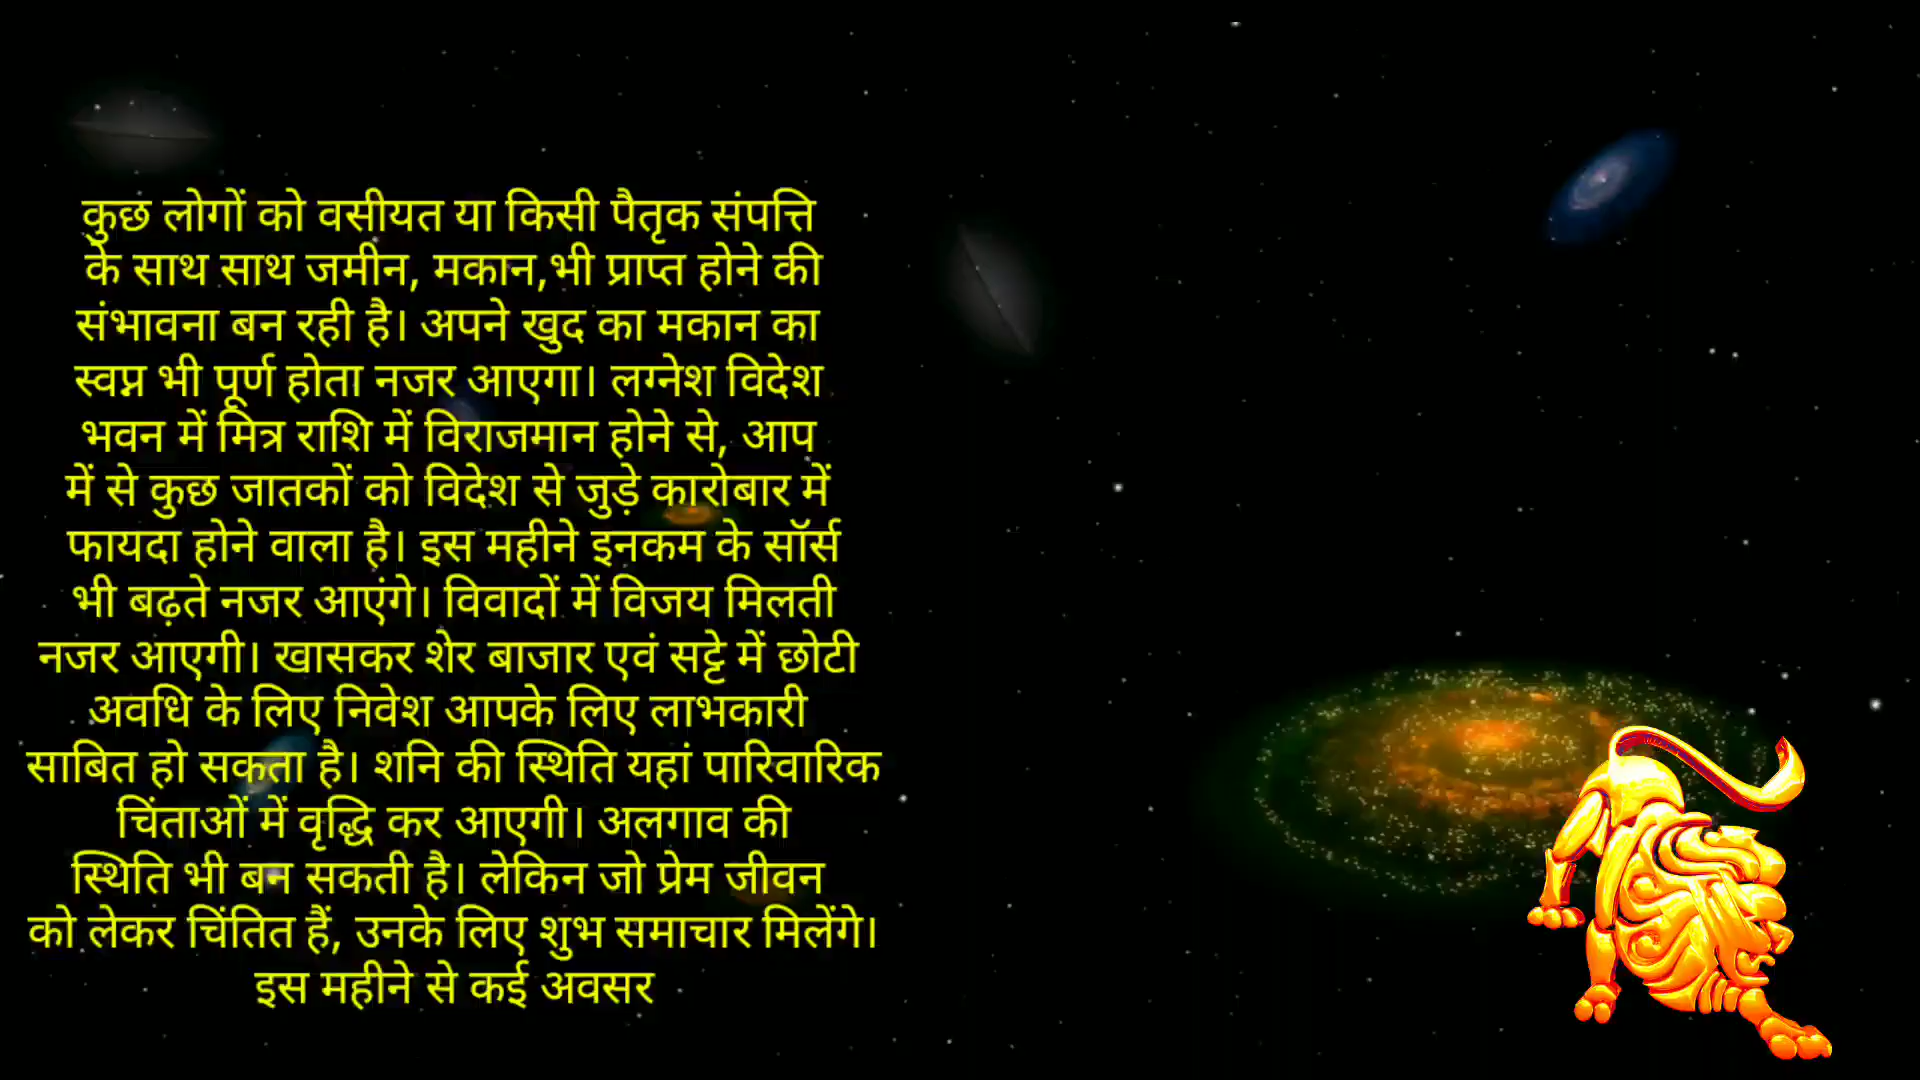 कुछ लोगों को वसीयत या किसी पैतृक संपत्ति
के साथ साथ जमीन, मकान,भी प्राप्त होने की
संभावना बन रही है। अपने खुद का मकान का
स्वप्न भी पूर्ण होता नजर आएगा। लग्नेश विदेश
भवन में मित्र राशि में विराजमान होने से, आप
में से कुछ जातकों को विदेश से जुड़े कारोबार में
फायदा होने वाला है। इस महीने इनकम के सॉर्स
भी बढ़ते नजर आएंगे। विवादों में विजय मिलती
नजर आएगी। खासकर शेर बाजार एवं सट्टे में छोटी
अवधि के लिए निवेश आपके लिए लाभकारी
साबित हो सकता है। शनि की स्थिति यहां पारिवारिक
चिंताओं में वृद्धि कर आएगी। अलगाव की
स्थिति भी बन सकती है। लेकिन जो प्रेम जीवन
को लेकर चिंतित हैं, उनके लिए शुभ समाचार मिलेंगे।
इस महीने से कई अवसर